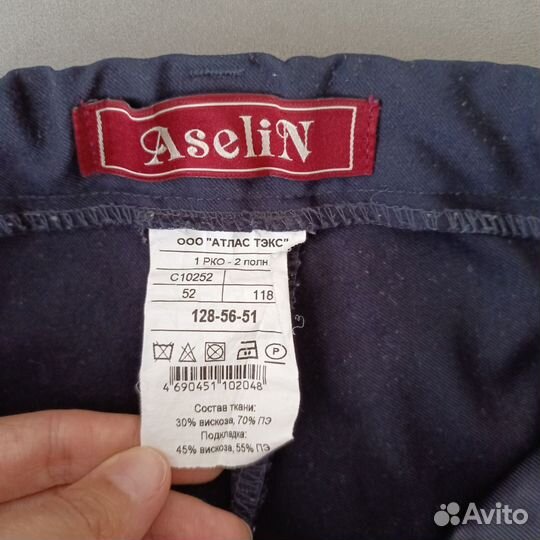 AseliN
ООО "АТЛАС ТЭКС"
1 РКО - 2 полн
С10252
52 118
128-56-51
P
4 690451 102048
Состав ткани:
30% вискоза, 70% ПЭ
Подкладка:
45% вискоза, 55% ПЭ
Avito